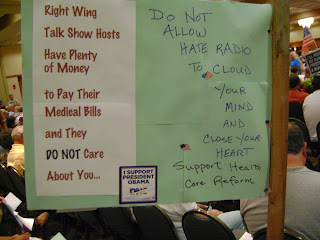 Right Wing
Talk Show Hosts
Have Plenty
of Money
to Pay Their
Medical Bills
and They
DO NOT Care
About You...
DO NOT
ALLOW
HATE RADIO
TO CLOUD
YOUR
MIND
AND
CLOSE YOUR
HEART
Support Health
Care Reform
I SUPPORT
PRESIDENT
OBAMA